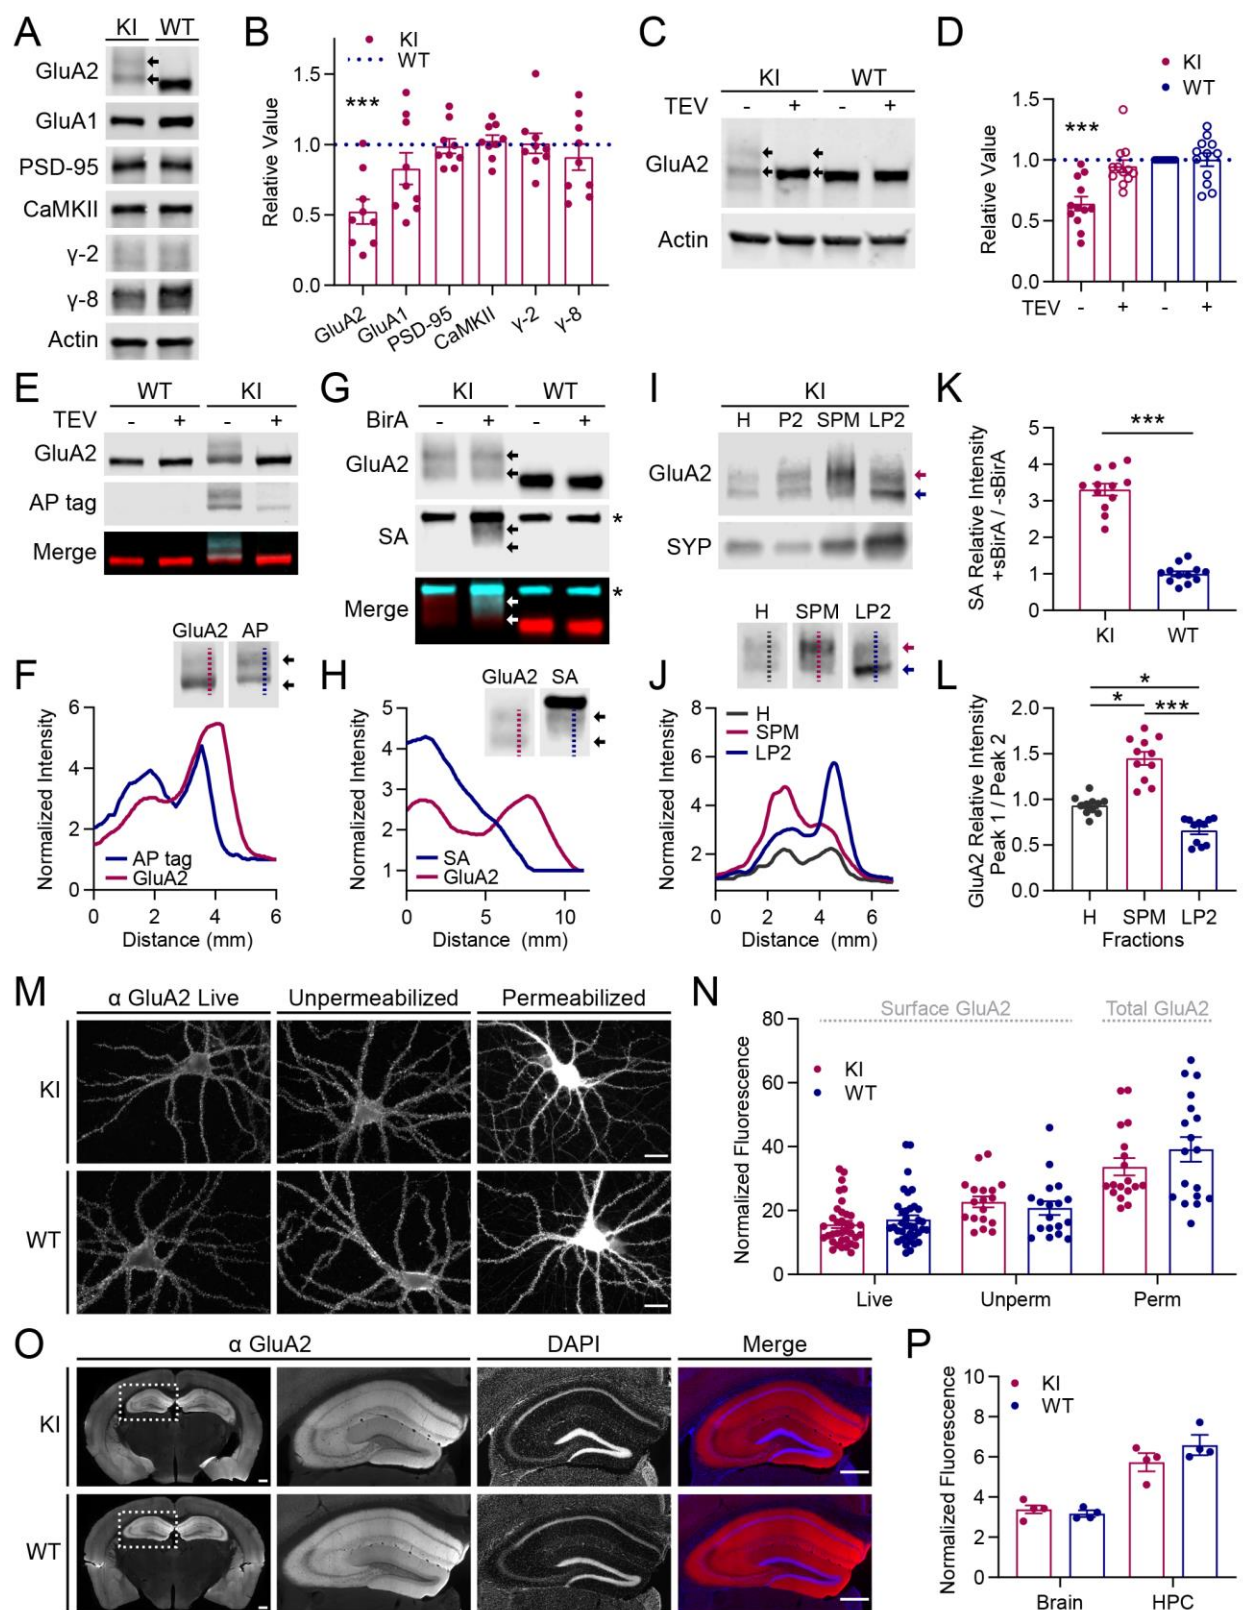 A
KI WT
GluA2
GluA1
PSD-95
CaMKII
γ-2
γ-8
Actin
B
KI
WT
Relative Value
1.5
1.0
0.5
0.0
***
GluA2
GluA1
PSD-95
CaMKII
γ-2
γ-8
C
KI WT
TEV - + - +
GluA2
Actin
D
KI
WT
Relative Value
1.5
1.0
0.5
0.0
***
TEV - + - +
E
WT KI
TEV - + - +
GluA2
AP tag
Merge
F
GluA2 AP
Normalized Intensity
6
4
2
0
AP tag
GluA2
0 2 4 6
Distance (mm)
G
KI WT
BirA - + - +
GluA2
SA
*
Merge
*
H
GluA2 SA
Normalized Intensity
5
4
3
2
1
SA
GluA2
0 5 10
Distance (mm)
I
KI
H P2 SPM LP2
GluA2
SYP
J
H SPM LP2
Normalized Intensity
8
6
4
2
H
SPM
LP2
0 2 4 6
Distance (mm)
K
SA Relative Intensity
+sBirA / -sBirA
5
4
3
2
1
0
***
KI WT
L
GluA2 Relative Intensity
Peak 1 / Peak 2
2.0
1.5
1.0
0.5
0.0
*
* ***
H SPM LP2
Fractions
M
α GluA2 Live Unpermeabilized Permeabilized
KI
WT
N
Surface GluA2 Total GluA2
Normalized Fluorescence
80
60
40
20
0
KI
WT
Live Unperm Perm
O
α GluA2 DAPI Merge
KI
WT
P
Normalized Fluorescence
10
8
6
4
2
0
KI
WT
Brain HPC